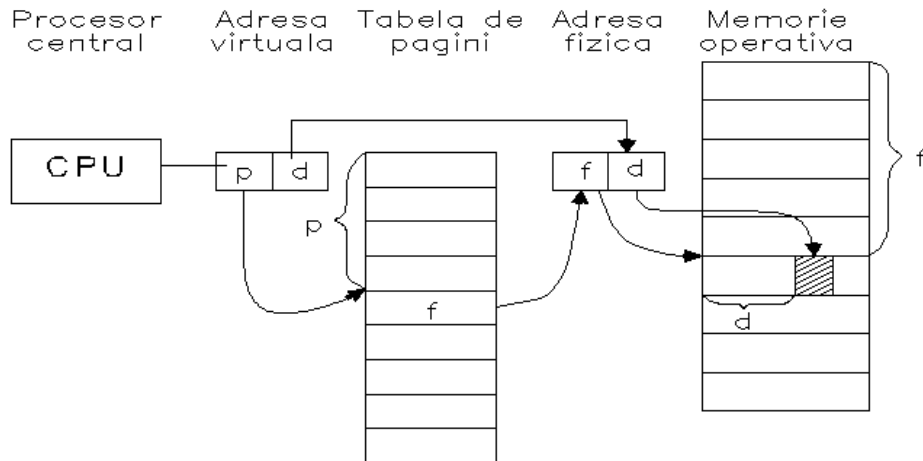 Procesor central
Adresa virtuala
Tabela de pagini
Adresa fizica
Memorie operativa
CPU
p d
f d
p
f
f
d